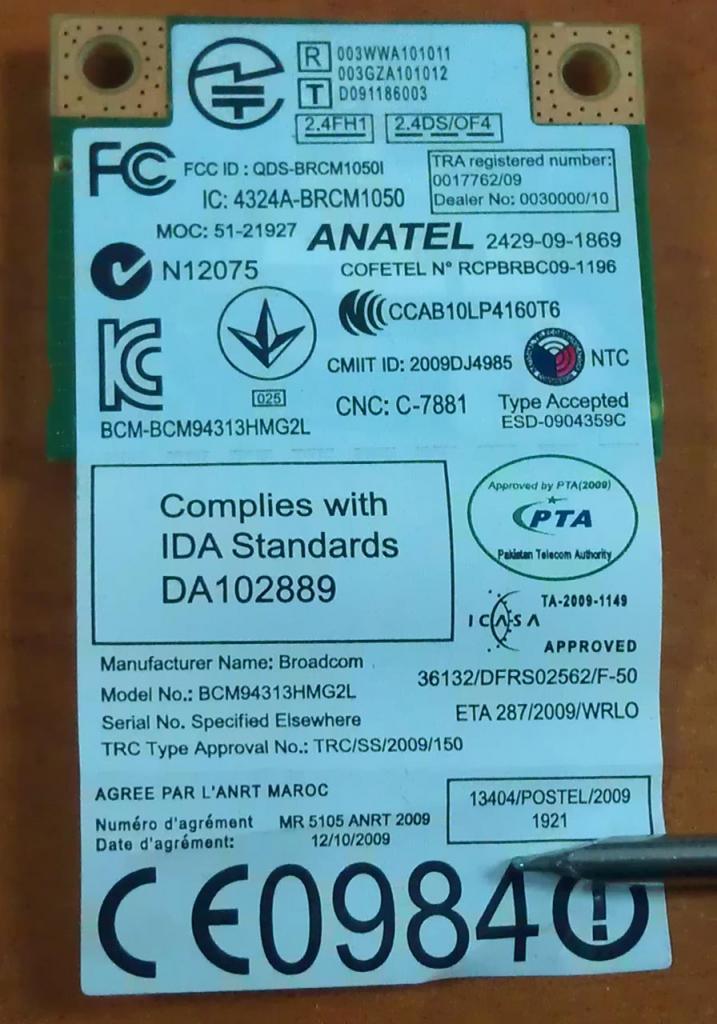 R 003WWA101011
003GZA101012
T D091186003
2.4FH1 2.4DS/OF4
FC FCC ID : QDS-BRCM1050I
IC: 4324A-BRCM1050
TRA registered number:
0017762/09
Dealer No: 0030000/10
MOC: 51-21927 ANATEL 2429-09-1869
N12075
COFETEL N° RCPBRBC09-1196
CCAB10LP4160T6
CMIIT ID: 2009DJ4985
NTC
025
CNC: C-7881
Type Accepted
ESD-0904359C
BCM-BCM94313HMG2L
Complies with
IDA Standards
DA102889
Approved by PTA(2009)
PTA
Pakistan Telecom Authority
ICASA
TA-2009-1149
APPROVED
Manufacturer Name: Broadcom
36132/DFRS02562/F-50
Model No.: BCM94313HMG2L
Serial No. Specified Elsewhere
ETA 287/2009/WRLO
TRC Type Approval No.: TRC/SS/2009/150
AGREE PAR L'ANRT MAROC
Numéro d'agrément MR 5105 ANRT 2009
Date d'agrément: 12/10/2009
13404/POSTEL/2009
1921
CE0984!